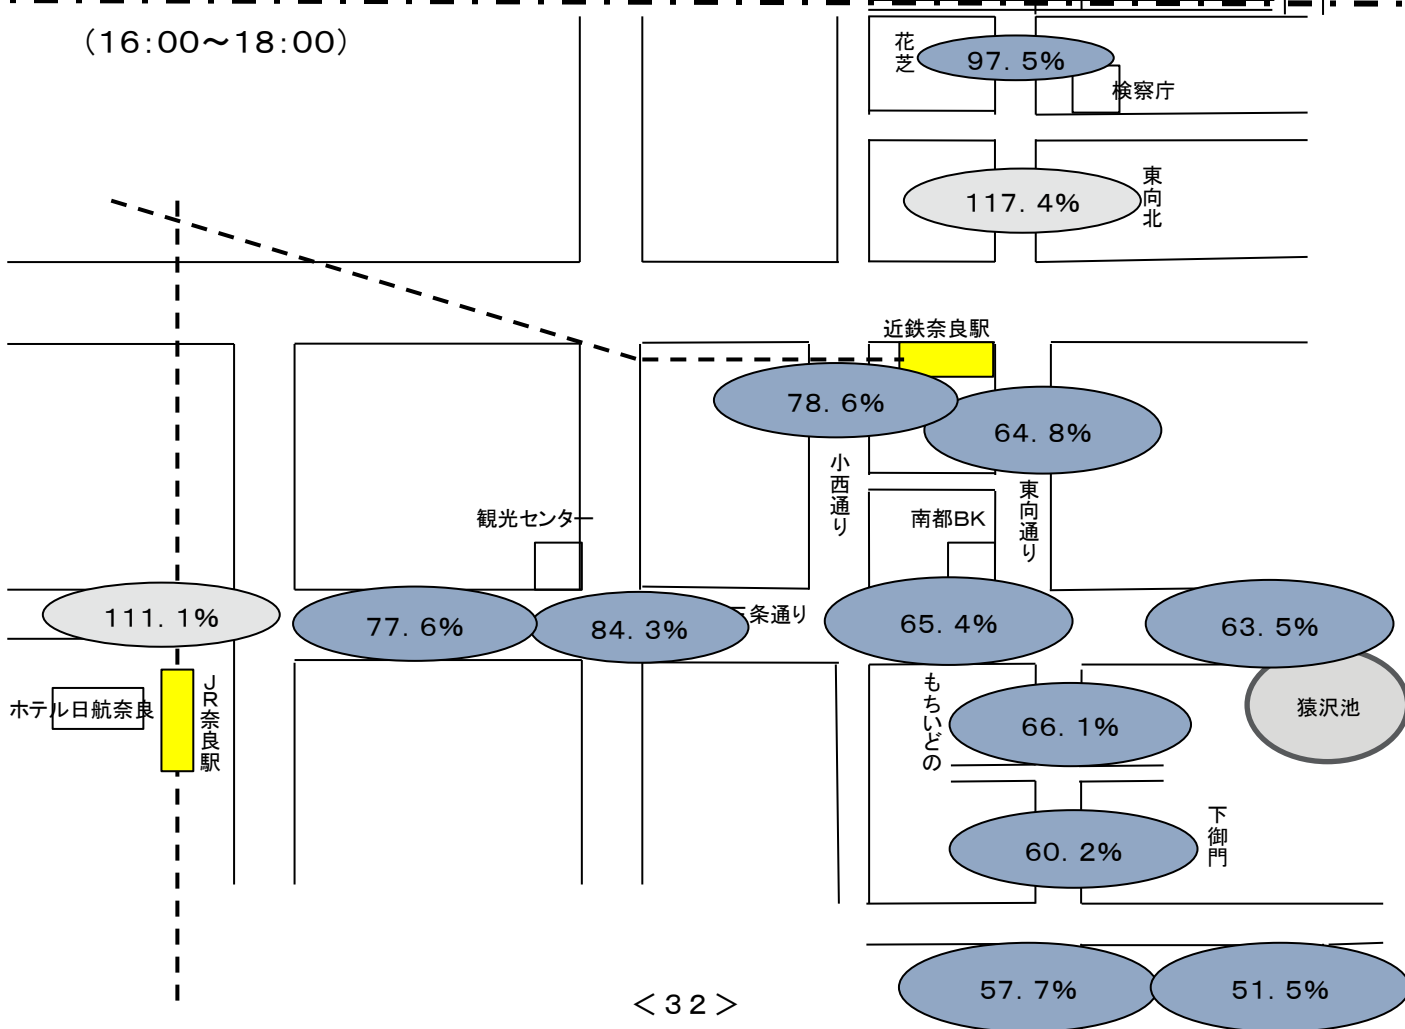 (16:00～18:00)
花芝
97. 5%
検察庁
117. 4%
東向北
近鉄奈良駅
78. 6%
64. 8%
小西通り
東向通り
観光センター
南都BK
111. 1%
77. 6%
84. 3%
条通り
65. 4%
63. 5%
ホテル日航奈良
JR奈良駅
もちいどの
66. 1%
猿沢池
60. 2%
下御門
57. 7%
51. 5%
＜32＞